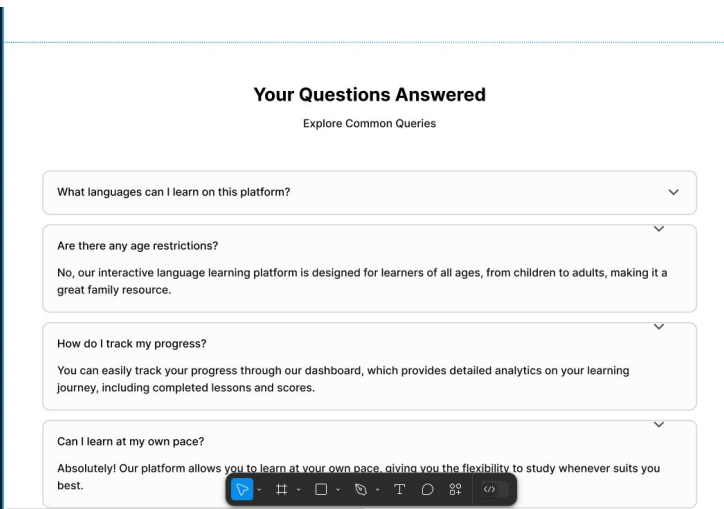 Your Questions Answered
Explore Common Queries
What languages can I learn on this platform?
Are there any age restrictions?
No, our interactive language learning platform is designed for learners of all ages, from children to adults, making it a
great family resource.
How do I track my progress?
You can easily track your progress through our dashboard, which provides detailed analytics on your learning
journey, including completed lessons and scores.
Can I learn at my own pace?
Absolutely! Our platform allows you to learn at your own pace, giving you the flexibility to study whenever suits you
best.